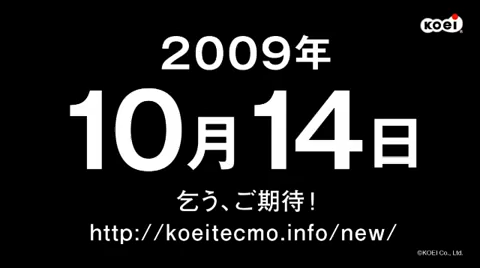 KOEI
2009年
10月14日
乞う、ご期待!
http://koeitecmo.info/new/
©KOEI Co., Ltd.